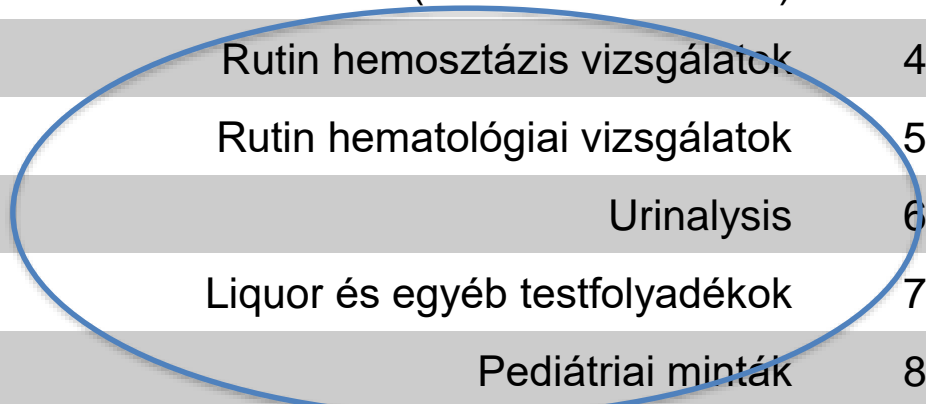 Rutin hemosztázis vizsgálatok 4
Rutin hematológiai vizsgálatok 5
Urinalysis 6
Liquor és egyéb testfolyadékok 7
Pediátriai minták 8